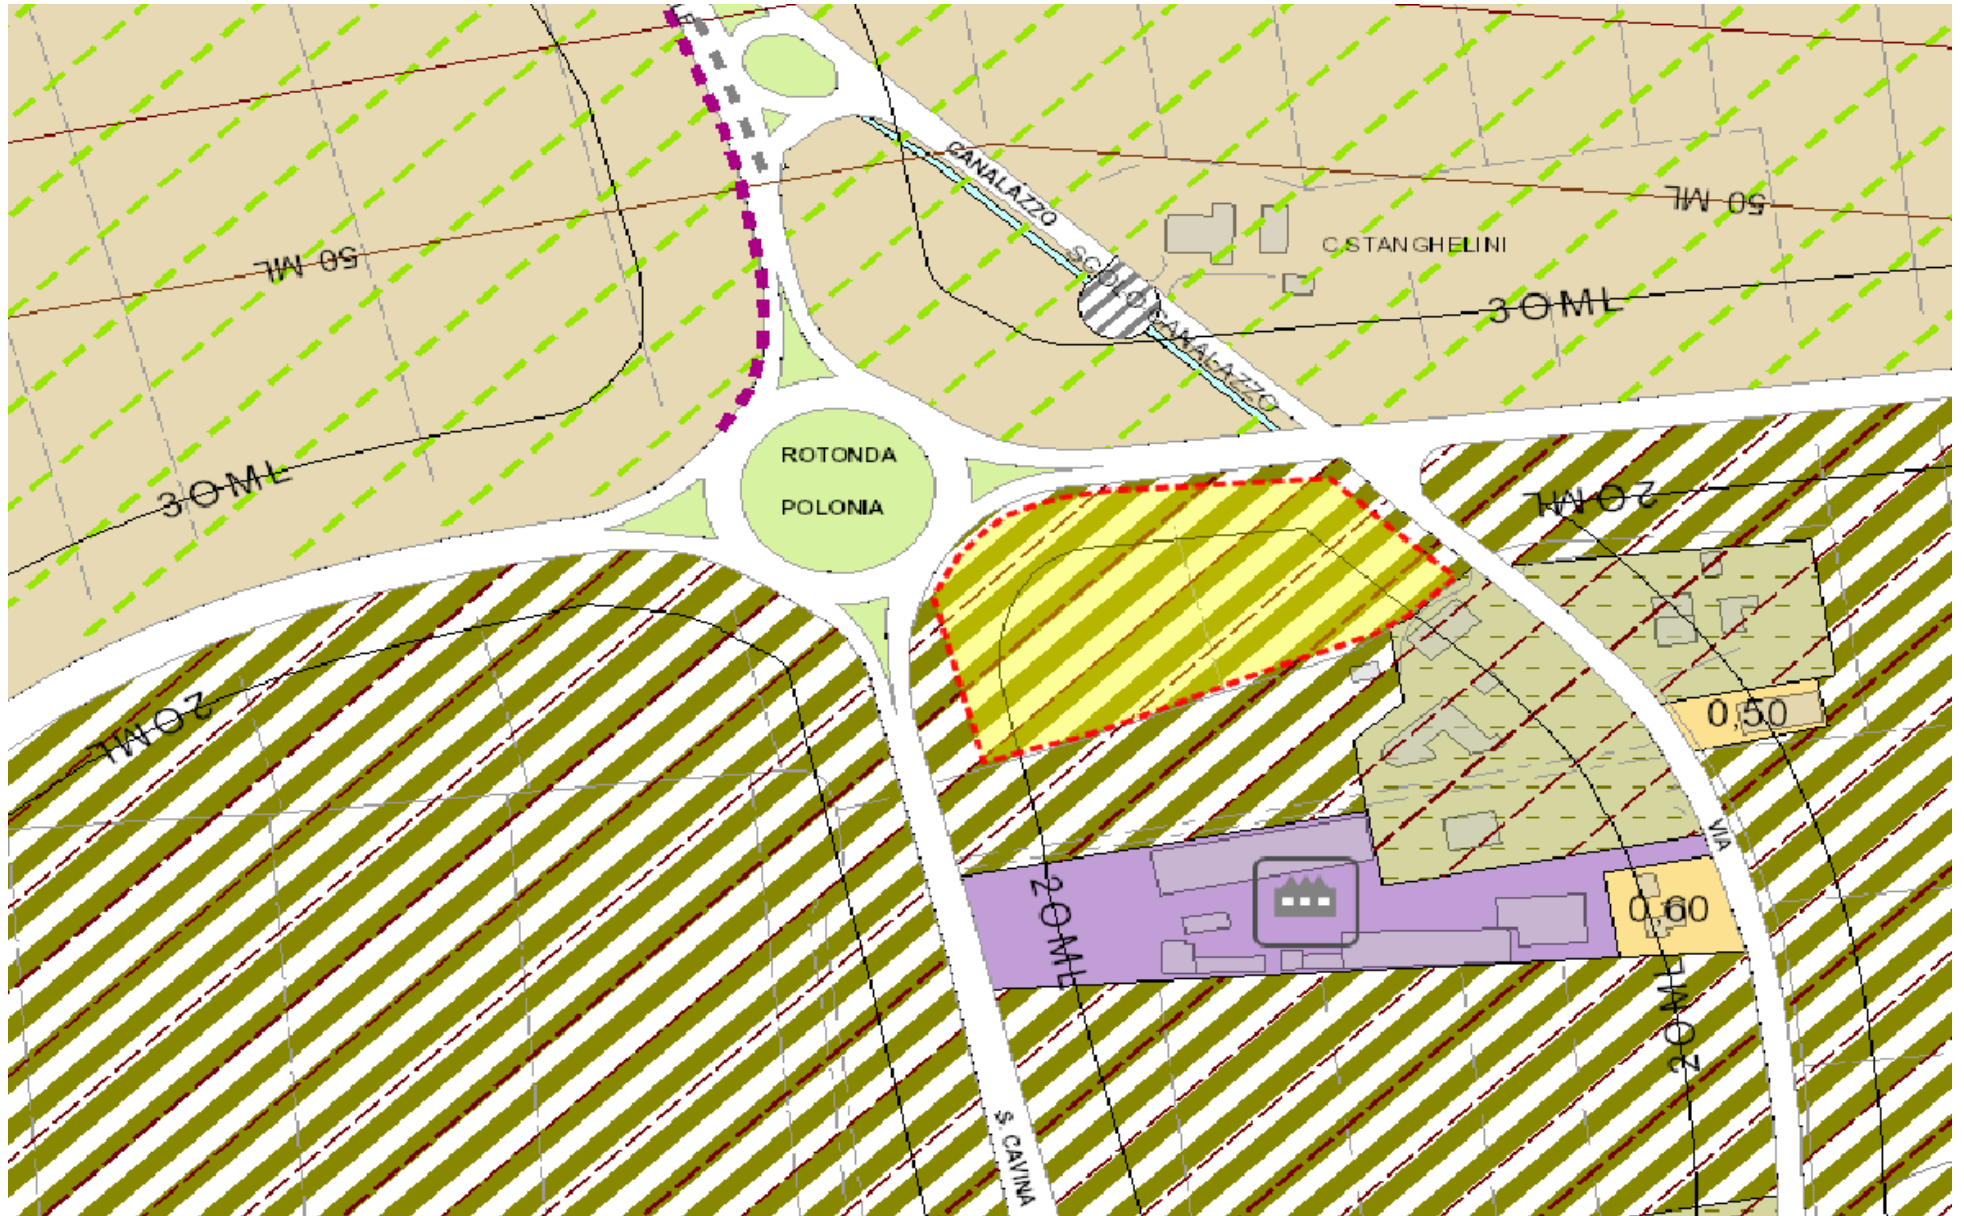 CANALAZZO
50 ML
SCOLO CANALAZZO
C.STANGHELINI
50 ML
30ML
30ML
ROTONDA
POLONIA
20ML
20ML
0,50
VIA
20ML
0,60
20ML
S. CAVINA